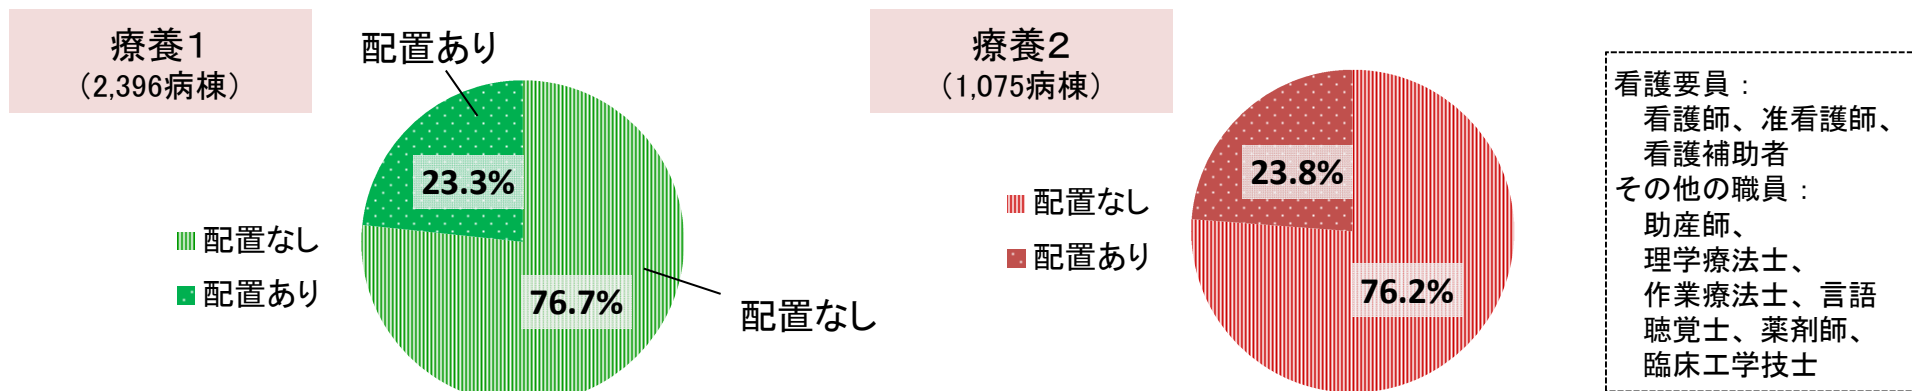 療養1
（2,396病棟）
配置あり
23.3%
76.7%
配置なし
配置なし
配置あり
療養2
（1,075病棟）
23.8%
76.2%
配置なし
配置あり
看護要員：
看護師、准看護師、
看護補助者
その他の職員：
助産師、
理学療法士、
作業療法士、言語
聴覚士、薬剤師、
臨床工学技士